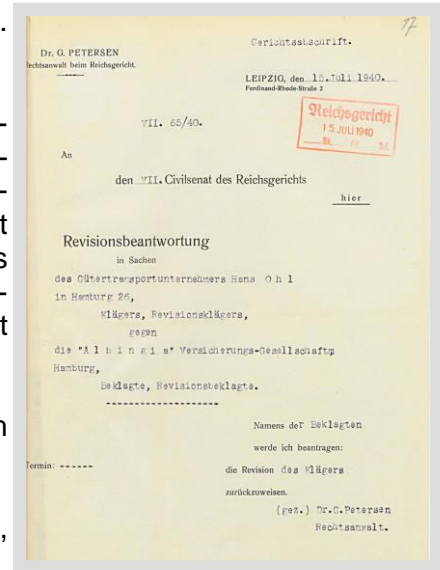 17
Gerichtsabschrift.
Dr. G. PETERSEN
Rechtsanwalt beim Reichsgericht.
LEIPZIG, den 15. Juli 1940.
Ferdinand-Rhode-Straße 3
Reichsgericht
15 JULI 1940
VII. 65/40.
An
den VII. Civilsenat des Reichsgerichts
hier
Revisionsbeantwortung
in Sachen
des Gütertransportunternehmers Hans O h l
in Hamburg 26,
Klägers, Revisionsklägers,
gegen
die "A l b i n g i a" Versicherungs-Gesellschaft
Hamburg,
Beklagte, Revisionsbeklagte.
--------------------
Namens der Beklagten
werde ich beantragen:
Termin: ------
die Revision des Klägers
zurückzuweisen.
(gez.) Dr.G.Petersen
Rechtsanwalt.